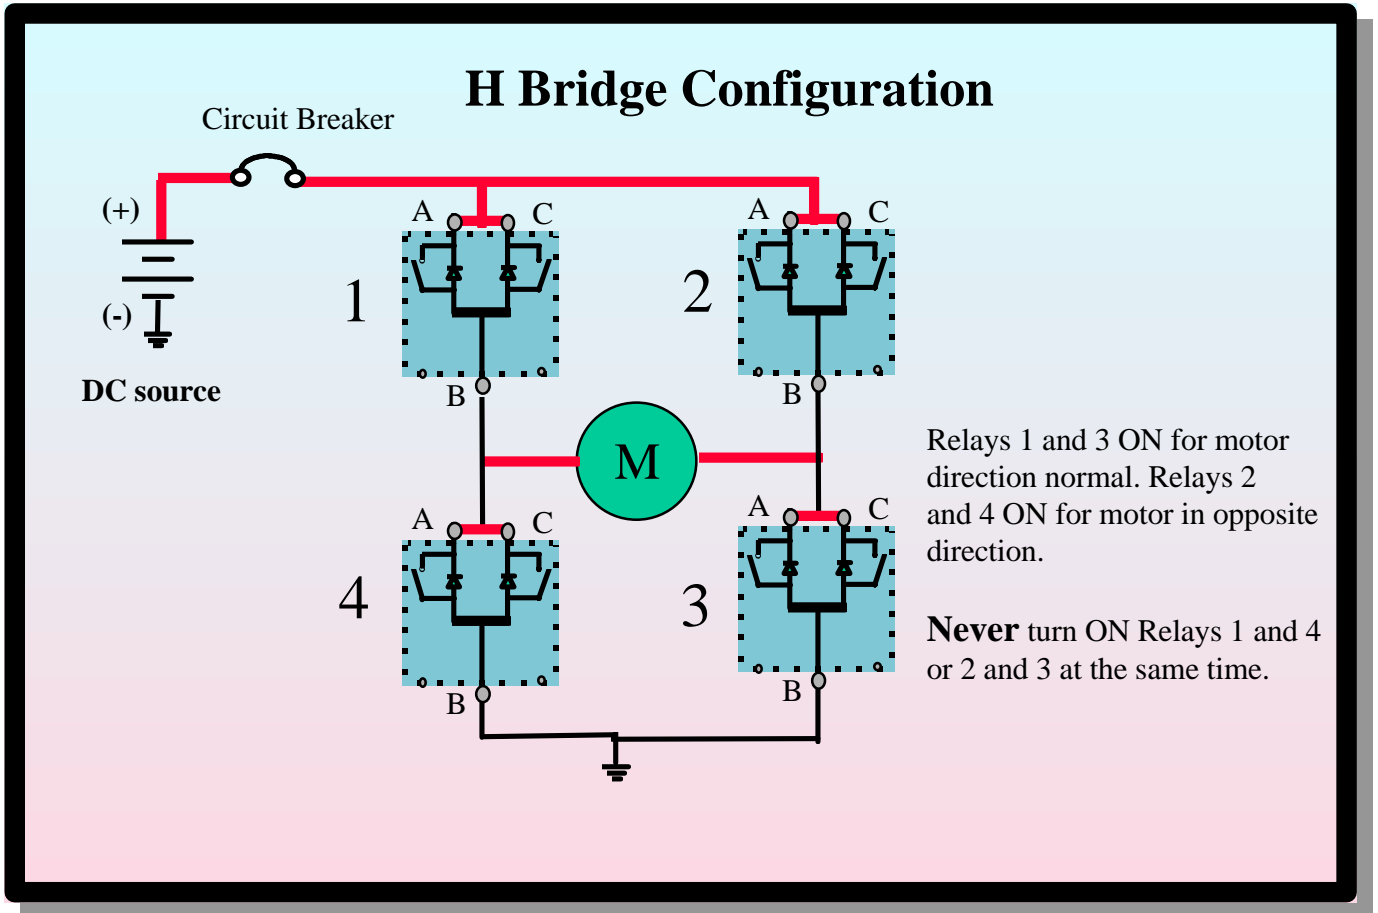 H Bridge Configuration
Circuit Breaker
(+)
(-)
DC source
A
C
1
B
A
C
2
B
M
A
C
4
B
A
C
3
B
Relays 1 and 3 ON for motor
direction normal. Relays 2
and 4 ON for motor in opposite
direction.
Never turn ON Relays 1 and 4
or 2 and 3 at the same time.